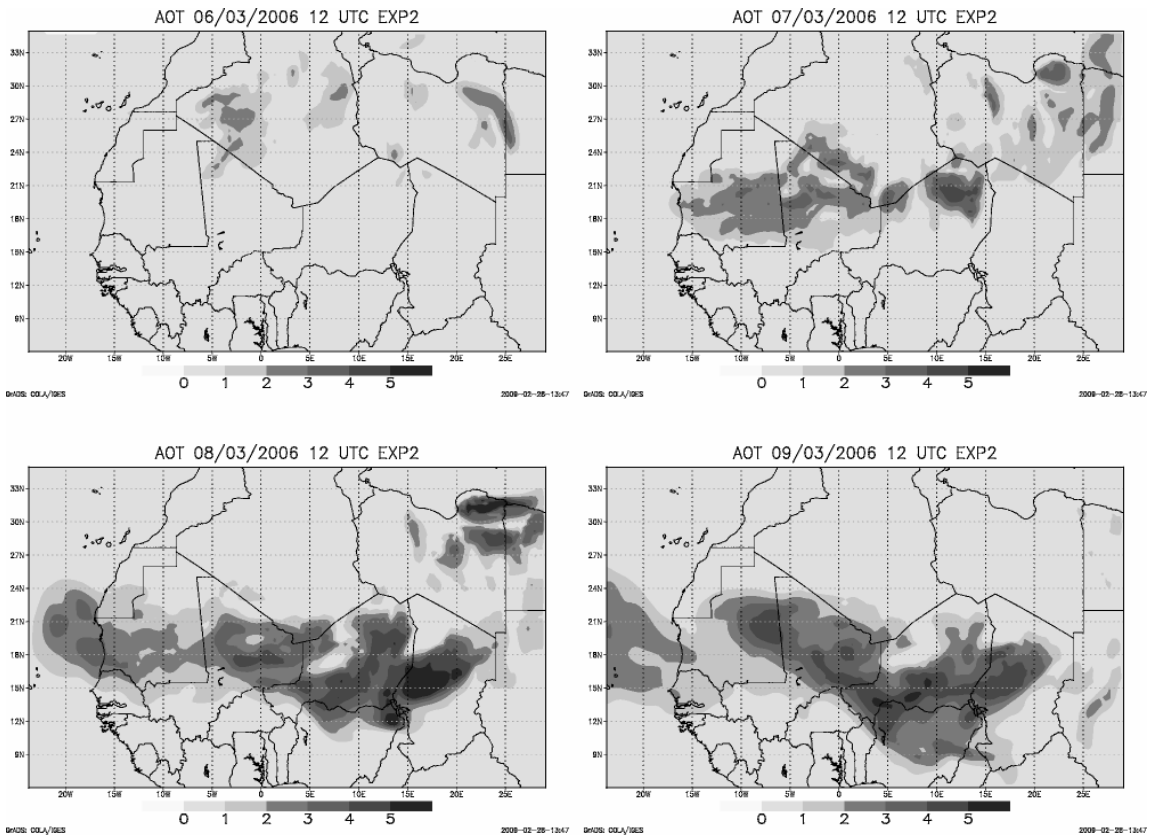 AOT 06/03/2006 12 UTC EXP2
33N
30N
27N
24N
21N
18N
15N
12N
9N
20W 15W 10W 5W 0 5E 10E 15E 20E 25E
0 1 2 3 4 5
GrADS: COLA/IGES 2009-02-26-13:47
AOT 07/03/2006 12 UTC EXP2
33N
30N
27N
24N
21N
18N
15N
12N
9N
20W 15W 10W 5W 0 5E 10E 15E 20E 25E
0 1 2 3 4 5
GrADS: COLA/IGES 2009-02-26-13:47
AOT 08/03/2006 12 UTC EXP2
33N
30N
27N
24N
21N
18N
15N
12N
9N
20W 15W 10W 5W 0 5E 10E 15E 20E 25E
0 1 2 3 4 5
GrADS: COLA/IGES 2009-02-26-13:47
AOT 09/03/2006 12 UTC EXP2
33N
30N
27N
24N
21N
18N
15N
12N
9N
20W 15W 10W 5W 0 5E 10E 15E 20E 25E
0 1 2 3 4 5
GrADS: COLA/IGES 2009-02-26-13:47